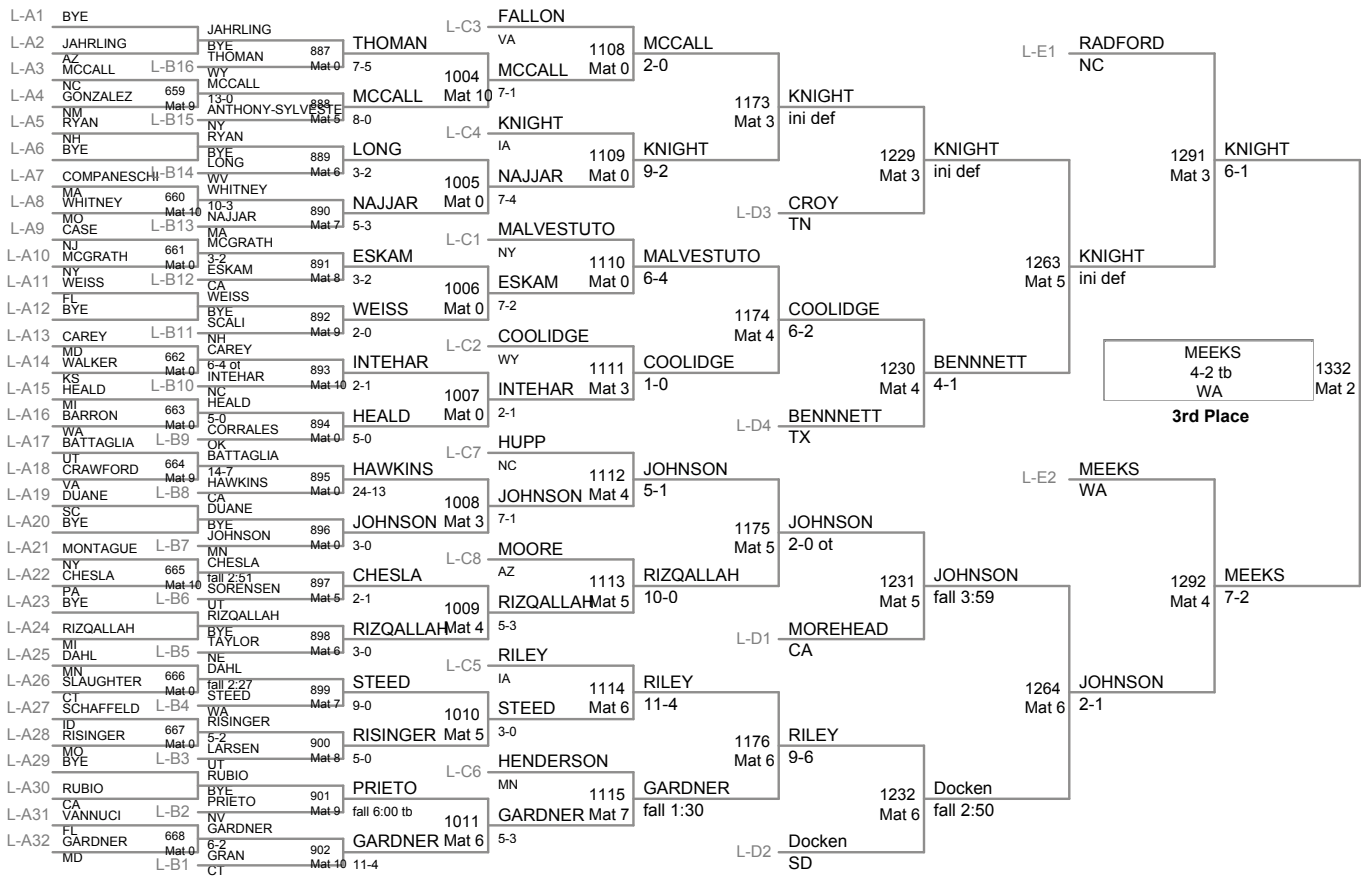 L-A1 BYE
L-A2 JAHRLING
AZ
L-A3 MCCALL
NC
L-A4 GONZALEZ
NM
L-A5 RYAN
NH
L-A6 BYE
L-A7 COMPANESCHI
MA
L-A8 WHITNEY
MO
L-A9 CASE
NJ
L-A10 MCGRATH
NY
L-A11 WEISS
FL
L-A12 BYE
L-A13 CAREY
MD
L-A14 WALKER
KS
L-A15 HEALD
MI
L-A16 BARRON
WA
L-A17 BATTAGLIA
UT
L-A18 CRAWFORD
VA
L-A19 DUANE
SC
L-A20 BYE
L-A21 MONTAGUE
NY
L-A22 CHESLA
PA
L-A23 BYE
L-A24 RIZQALLAH
MI
L-A25 DAHL
MN
L-A26 SLAUGHTER
CT
L-A27 SCHAFFELD
ID
L-A28 RISINGER
MO
L-A29 BYE
L-A30 RUBIO
CA
L-A31 VANNUCI
FL
L-A32 GARDNER
MD
659
Mat 9
660
Mat 10
661
Mat 0
662
Mat 0
663
Mat 0
664
Mat 9
665
Mat 10
666
Mat 0
667
Mat 0
668
Mat 0
JAHRLING
BYE
L-B16 THOMAN
WY
MCCALL
13-0
L-B15 ANTHONY-SYLVESTE
NY
RYAN
BYE
L-B14 LONG
WV
WHITNEY
10-3
L-B13 NAJJAR
MA
MCGRATH
3-2
L-B12 ESKAM
CA
WEISS
BYE
L-B11 SCALI
NH
CAREY
6-4 ot
L-B10 INTEHAR
NC
HEALD
5-0
L-B9 CORRALES
OK
BATTAGLIA
14-7
L-B8 HAWKINS
CA
DUANE
BYE
L-B7 JOHNSON
MN
CHESLA
fall 2:51
L-B6 SORENSEN
UT
RIZQALLAH
BYE
L-B5 TAYLOR
NE
DAHL
fall 2:27
L-B4 STEED
WA
RISINGER
5-2
L-B3 LARSEN
UT
RUBIO
BYE
L-B2 PRIETO
NV
GARDNER
6-2
L-B1 GRAN
CT
887
Mat 0
888
Mat 5
889
Mat 6
890
Mat 7
891
Mat 8
892
Mat 9
893
Mat 10
894
Mat 0
895
Mat 0
896
Mat 0
897
Mat 5
898
Mat 6
899
Mat 7
900
Mat 8
901
Mat 9
902
Mat 10
THOMAN
7-5
MCCALL
8-0
LONG
3-2
NAJJAR
5-3
ESKAM
3-2
WEISS
2-0
INTEHAR
2-1
HEALD
5-0
HAWKINS
24-13
JOHNSON
3-0
CHESLA
2-1
RIZQALLAH
3-0
STEED
9-0
RISINGER
5-0
PRIETO
fall 6:00 tb
GARDNER
11-4
1004
Mat 10
1005
Mat 0
1006
Mat 0
1007
Mat 0
1008
Mat 3
1009
Mat 4
1010
Mat 5
1011
Mat 6
L-C3 FALLON
VA
MCCALL
7-1
L-C4 KNIGHT
IA
NAJJAR
7-4
L-C1 MALVESTUTO
NY
ESKAM
7-2
L-C2 COOLIDGE
WY
INTEHAR
2-1
L-C7 HUPP
NC
JOHNSON
7-1
L-C8 MOORE
AZ
RIZQALLAH
5-3
L-C5 RILEY
IA
STEED
3-0
L-C6 HENDERSON
MN
GARDNER
5-3
1108
Mat 0
1109
Mat 0
1110
Mat 0
1111
Mat 3
1112
Mat 4
1113
Mat 5
1114
Mat 6
1115
Mat 7
MCCALL
2-0
KNIGHT
9-2
MALVESTUTO
6-4
COOLIDGE
1-0
JOHNSON
5-1
RIZQALLAH
10-0
RILEY
11-4
GARDNER
fall 1:30
1173
Mat 3
1174
Mat 4
1175
Mat 5
1176
Mat 6
KNIGHT
inj def
L-D3 CROY
TN
COOLIDGE
6-2
L-D4 BENNNETT
TX
JOHNSON
2-0 ot
L-D1 MOREHEAD
CA
RILEY
9-6
L-D2 Docken
SD
1229
Mat 3
1230
Mat 4
1231
Mat 5
1232
Mat 6
KNIGHT
inj def
BENNNETT
4-1
JOHNSON
fall 3:59
Docken
fall 2:50
1263
Mat 5
1264
Mat 6
L-E1 RADFORD
NC
KNIGHT
inj def
L-E2 MEEKS
WA
JOHNSON
2-1
1291
Mat 3
1292
Mat 4
KNIGHT
6-1
MEEKS
7-2
MEEKS
4-2 tb
WA
1332
Mat 2
3rd Place